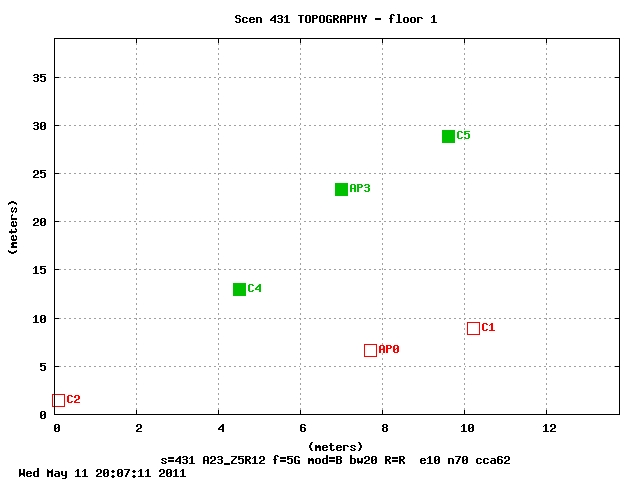 Scen 431 TOPOGRAPHY - floor 1
35
30
25
20
15
10
5
0
(meters)
C5
AP3
C4
C1
AP0
C2
0 2 4 6 8 10 12
(meters)
s=431 A23_Z5R12 f=5G mod=B bw20 R=R  e10 n70 cca62
Wed May 11 20:07:11 2011